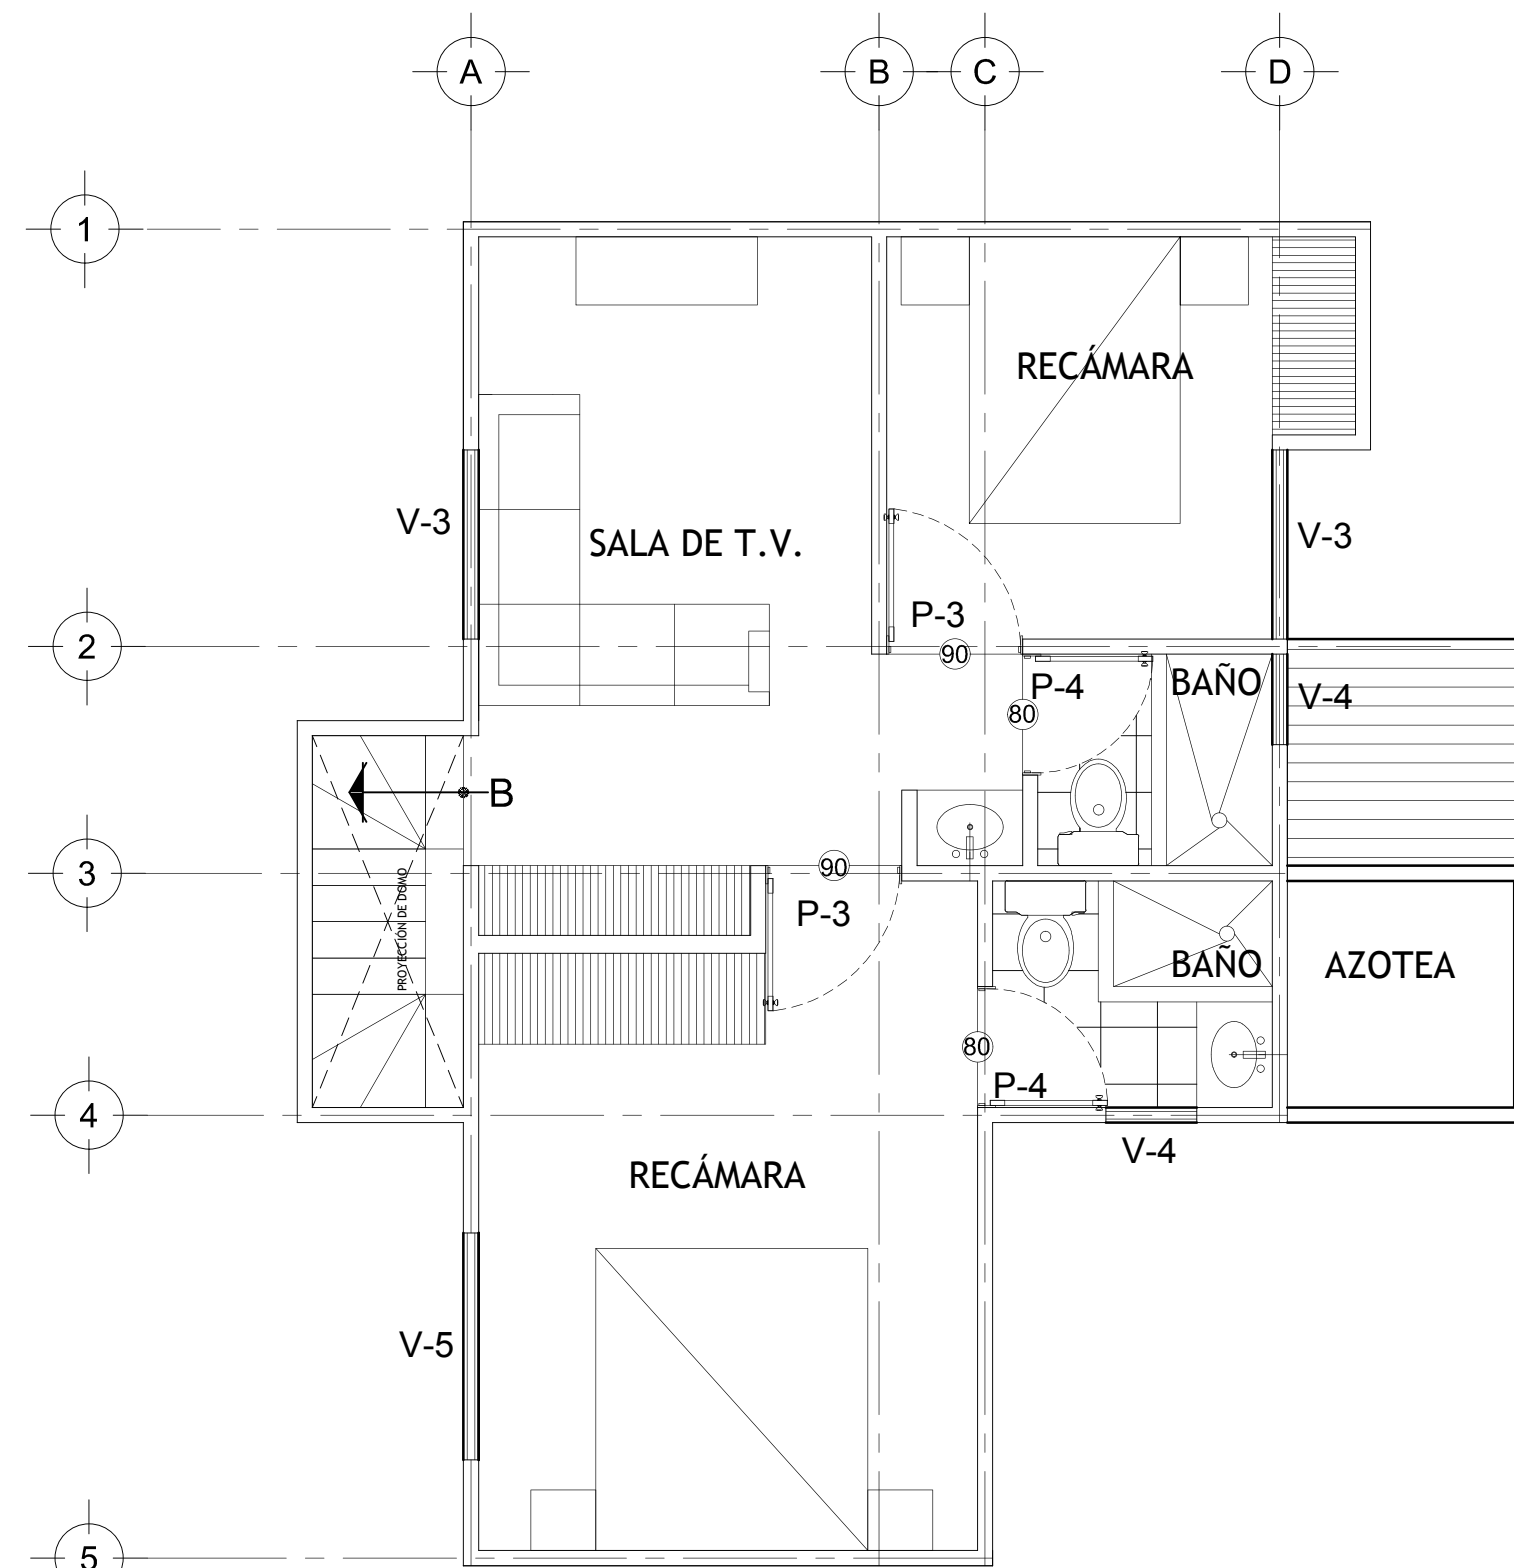 A
B
C
D
1
RECÁMARA
V-3
SALA DE T.V.
V-3
P-3
2
90
P-4
BAÑO
V-4
80
B
3
90
PROYECCIÓN DE DOMO
P-3
BAÑO
AZOTEA
80
P-4
4
V-4
RECÁMARA
V-5
5